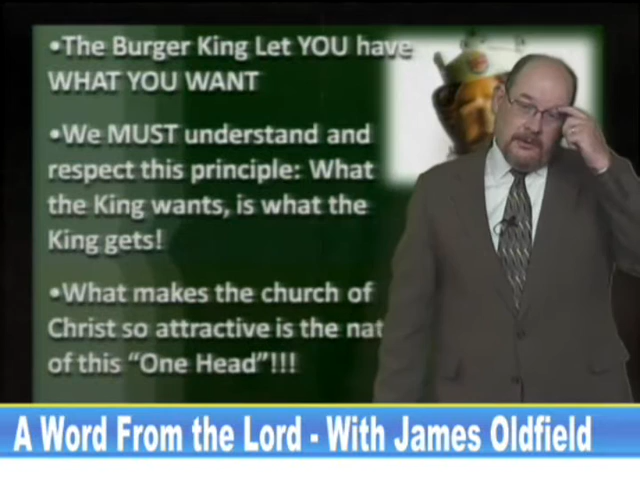 •The Burger King Let YOU have
WHAT YOU WANT
•We MUST understand and
respect this principle: What
the King wants, is what the
King gets!
•What makes the church of
Christ so attractive is the nat
of this “One Head”!!!
A Word From the Lord - With James Oldfield